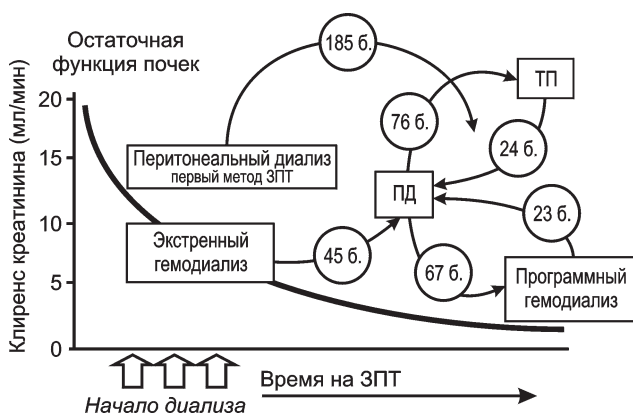 Остаточная
функция почек
Клиренс креатинина (мл/мин)
20
15
10
5
0
185 б.
ТП
76 б.
24 б.
Перитонеальный диализ
первый метод ЗПТ
ПД
23 б.
Экстренный
гемодиализ
45 б.
67 б.
Программный
гемодиализ
Начало диализа
Время на ЗПТ